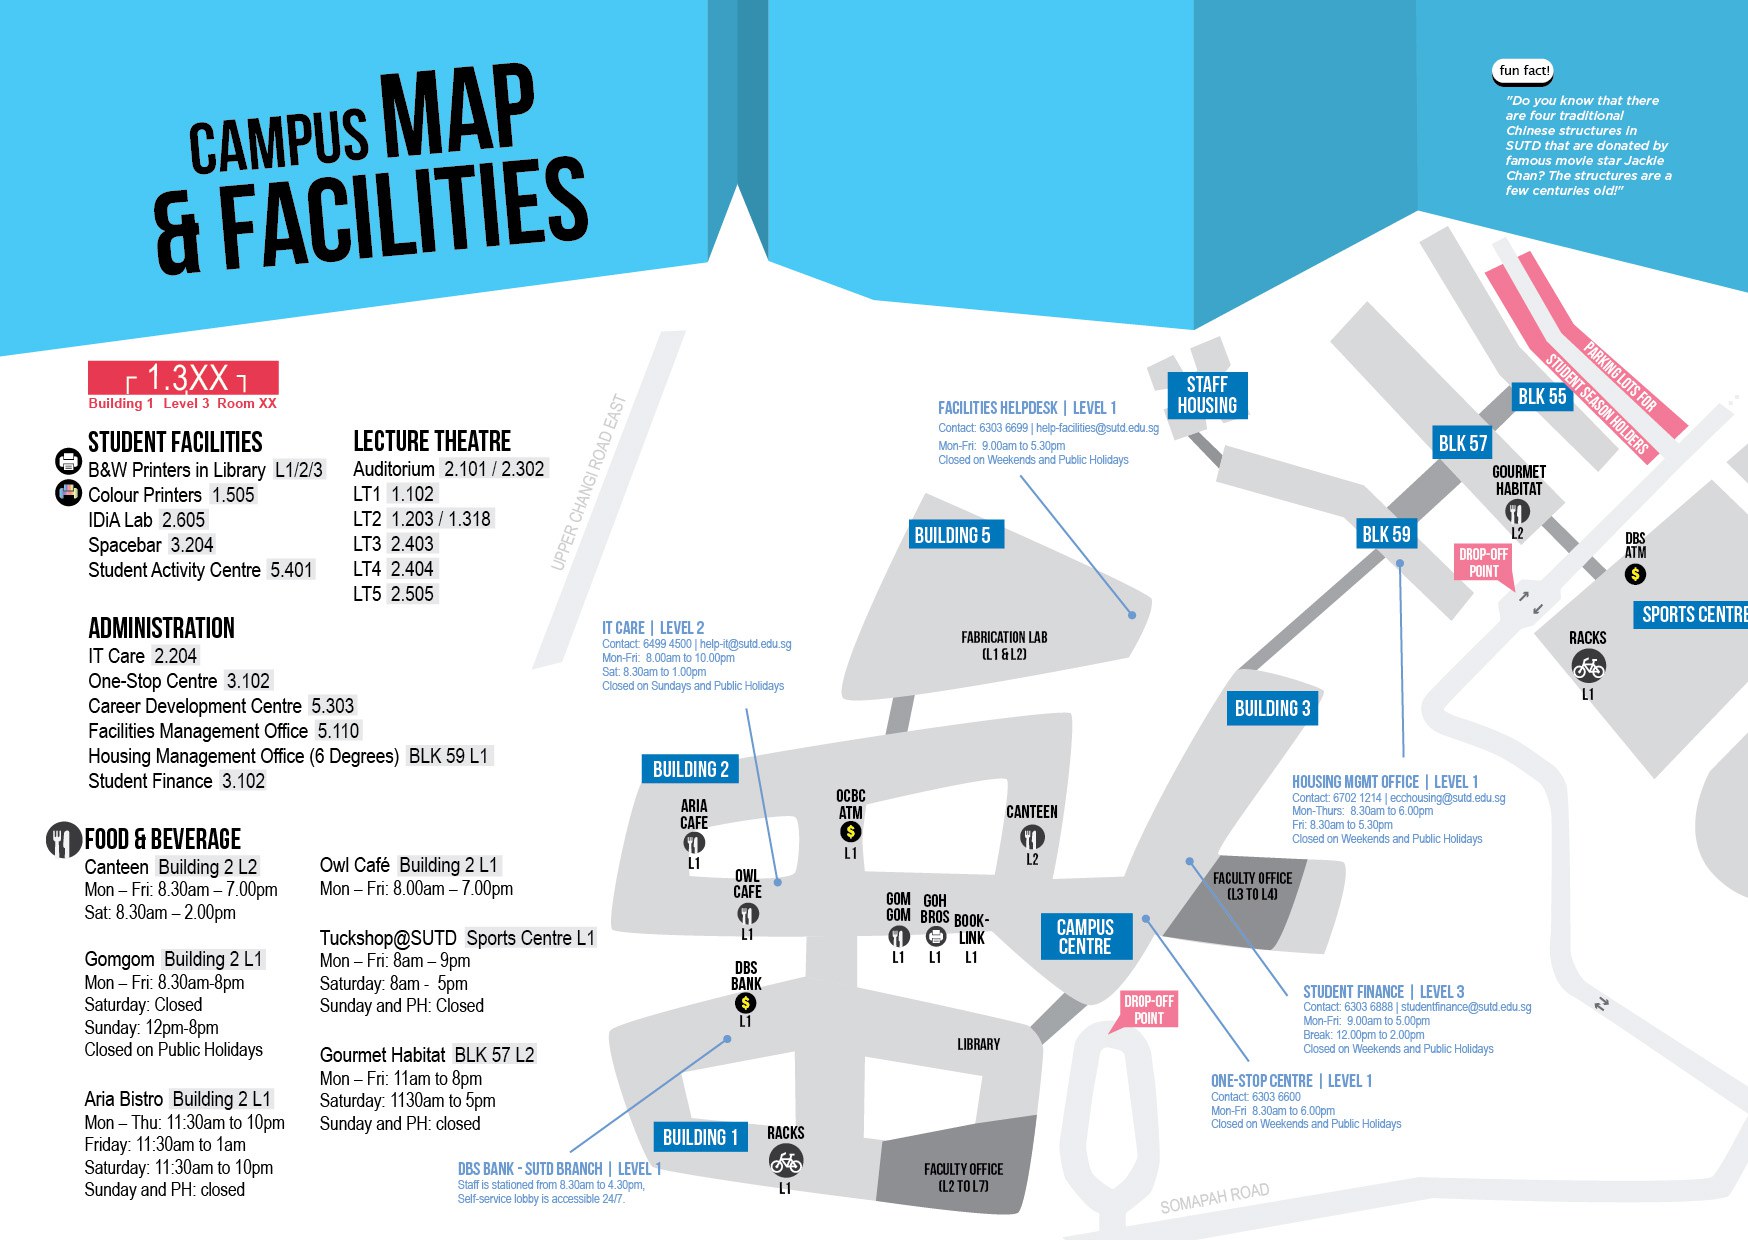 CAMPUS MAP
& FACILITIES
fun fact!
"Do you know that there
are four traditional
Chinese structures in
SUTD that are donated by
famous movie star Jackie
Chan? The structures are a
few centuries old!"
1.3XX
Building 1 Level 3 Room XX
STUDENT FACILITIES
B&W Printers in Library L1/2/3
Colour Printers 1.505
IDiA Lab 2.605
Spacebar 3.204
Student Activity Centre 5.401
LECTURE THEATRE
Auditorium 2.101 / 2.302
LT1 1.102
LT2 1.203 / 1.318
LT3 2.403
LT4 2.404
LT5 2.505
ADMINISTRATION
IT Care 2.204
One-Stop Centre 3.102
Career Development Centre 5.303
Facilities Management Office 5.110
Housing Management Office (6 Degrees) BLK 59 L1
Student Finance 3.102
FOOD & BEVERAGE
Canteen Building 2 L2
Mon – Fri: 8.30am – 7.00pm
Sat: 8.30am – 2.00pm
Gomgom Building 2 L1
Mon – Fri: 8.30am-8pm
Saturday: Closed
Sunday: 12pm-8pm
Closed on Public Holidays
Aria Bistro Building 2 L1
Mon – Thu: 11:30am to 10pm
Friday: 11:30am to 1am
Saturday: 11:30am to 10pm
Sunday and PH: closed
Owl Café Building 2 L1
Mon – Fri: 8.00am – 7.00pm
Tuckshop@SUTD Sports Centre L1
Mon – Fri: 8am – 9pm
Saturday: 8am - 5pm
Sunday and PH: Closed
Gourmet Habitat BLK 57 L2
Mon – Fri: 11am to 8pm
Saturday: 1130am to 5pm
Sunday and PH: closed
UPPER CHANGI ROAD EAST
FACILITIES HELPDESK | LEVEL 1
Contact: 6303 6699 | help-facilities@sutd.edu.sg
Mon-Fri: 9.00am to 5.30pm
Closed on Weekends and Public Holidays
STAFF
HOUSING
BLK 55
PARKING LOTS FOR
STUDENT SEASON HOLDERS
BLK 57
GOURMET
HABITAT
L2
BLK 59
DROP-OFF
POINT
DBS
ATM
$
SPORTS CENTRE
RACKS
L1
BUILDING 5
FABRICATION LAB
(L1 & L2)
IT CARE | LEVEL 2
Contact: 6499 4500 | help-it@sutd.edu.sg
Mon-Fri: 8.00am to 10.00pm
Sat: 8.30am to 1.00pm
Closed on Sundays and Public Holidays
BUILDING 3
BUILDING 2
ARIA
CAFE
L1
OCBC
ATM
$
L1
CANTEEN
L2
OWL
CAFE
L1
GOM
GOM
L1
GOH
BROS
L1
BOOK-
LINK
L1
HOUSING MGMT OFFICE | LEVEL 1
Contact: 6702 1214 | ecchousing@sutd.edu.sg
Mon-Thurs: 8.30am to 6.00pm
Fri: 8.30am to 5.30pm
Closed on Weekends and Public Holidays
FACULTY OFFICE
(L3 TO L4)
CAMPUS
CENTRE
DBS
BANK
$
L1
DROP-OFF
POINT
LIBRARY
STUDENT FINANCE | LEVEL 3
Contact: 6303 6888 | studentfinance@sutd.edu.sg
Mon-Fri: 9.00am to 5.00pm
Break: 12.00pm to 2.00pm
Closed on Weekends and Public Holidays
ONE-STOP CENTRE | LEVEL 1
Contact: 6303 6600
Mon-Fri 8.30am to 6.00pm
Closed on Weekends and Public Holidays
BUILDING 1
RACKS
L1
FACULTY OFFICE
(L2 TO L7)
DBS BANK - SUTD BRANCH | LEVEL 1
Staff is stationed from 8.30am to 4.30pm,
Self-service lobby is accessible 24/7.
SOMAPAH ROAD